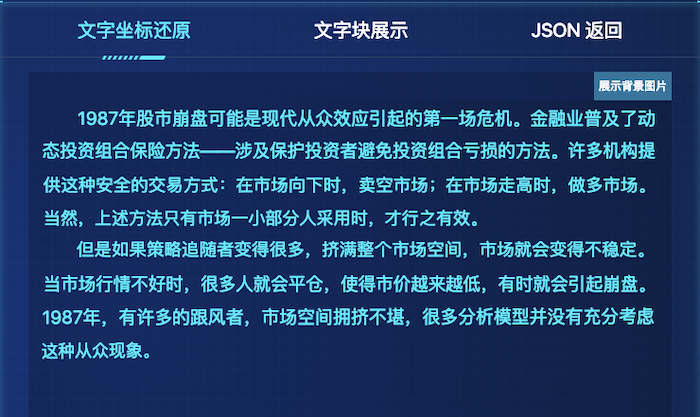 文字坐标还原 文字块展示 JSON 返回
展示背景图片
1987年股市崩盘可能是现代从众效应引起的第一场危机。金融业普及了动
态投资组合保险方法——涉及保护投资者避免投资组合亏损的方法。许多机构提
供这种安全的交易方式：在市场向下时，卖空市场；在市场走高时，做多市场。
当然，上述方法只有市场一小部分人采用时，才行之有效。
但是如果策略追随者变得很多，挤满整个市场空间，市场就会变得不稳定。
当市场行情不好时，很多人就会平仓，使得市价越来越低，有时就会引起崩盘。
1987年，有许多的跟风者，市场空间拥挤不堪，很多分析模型并没有充分考虑
这种从众现象。